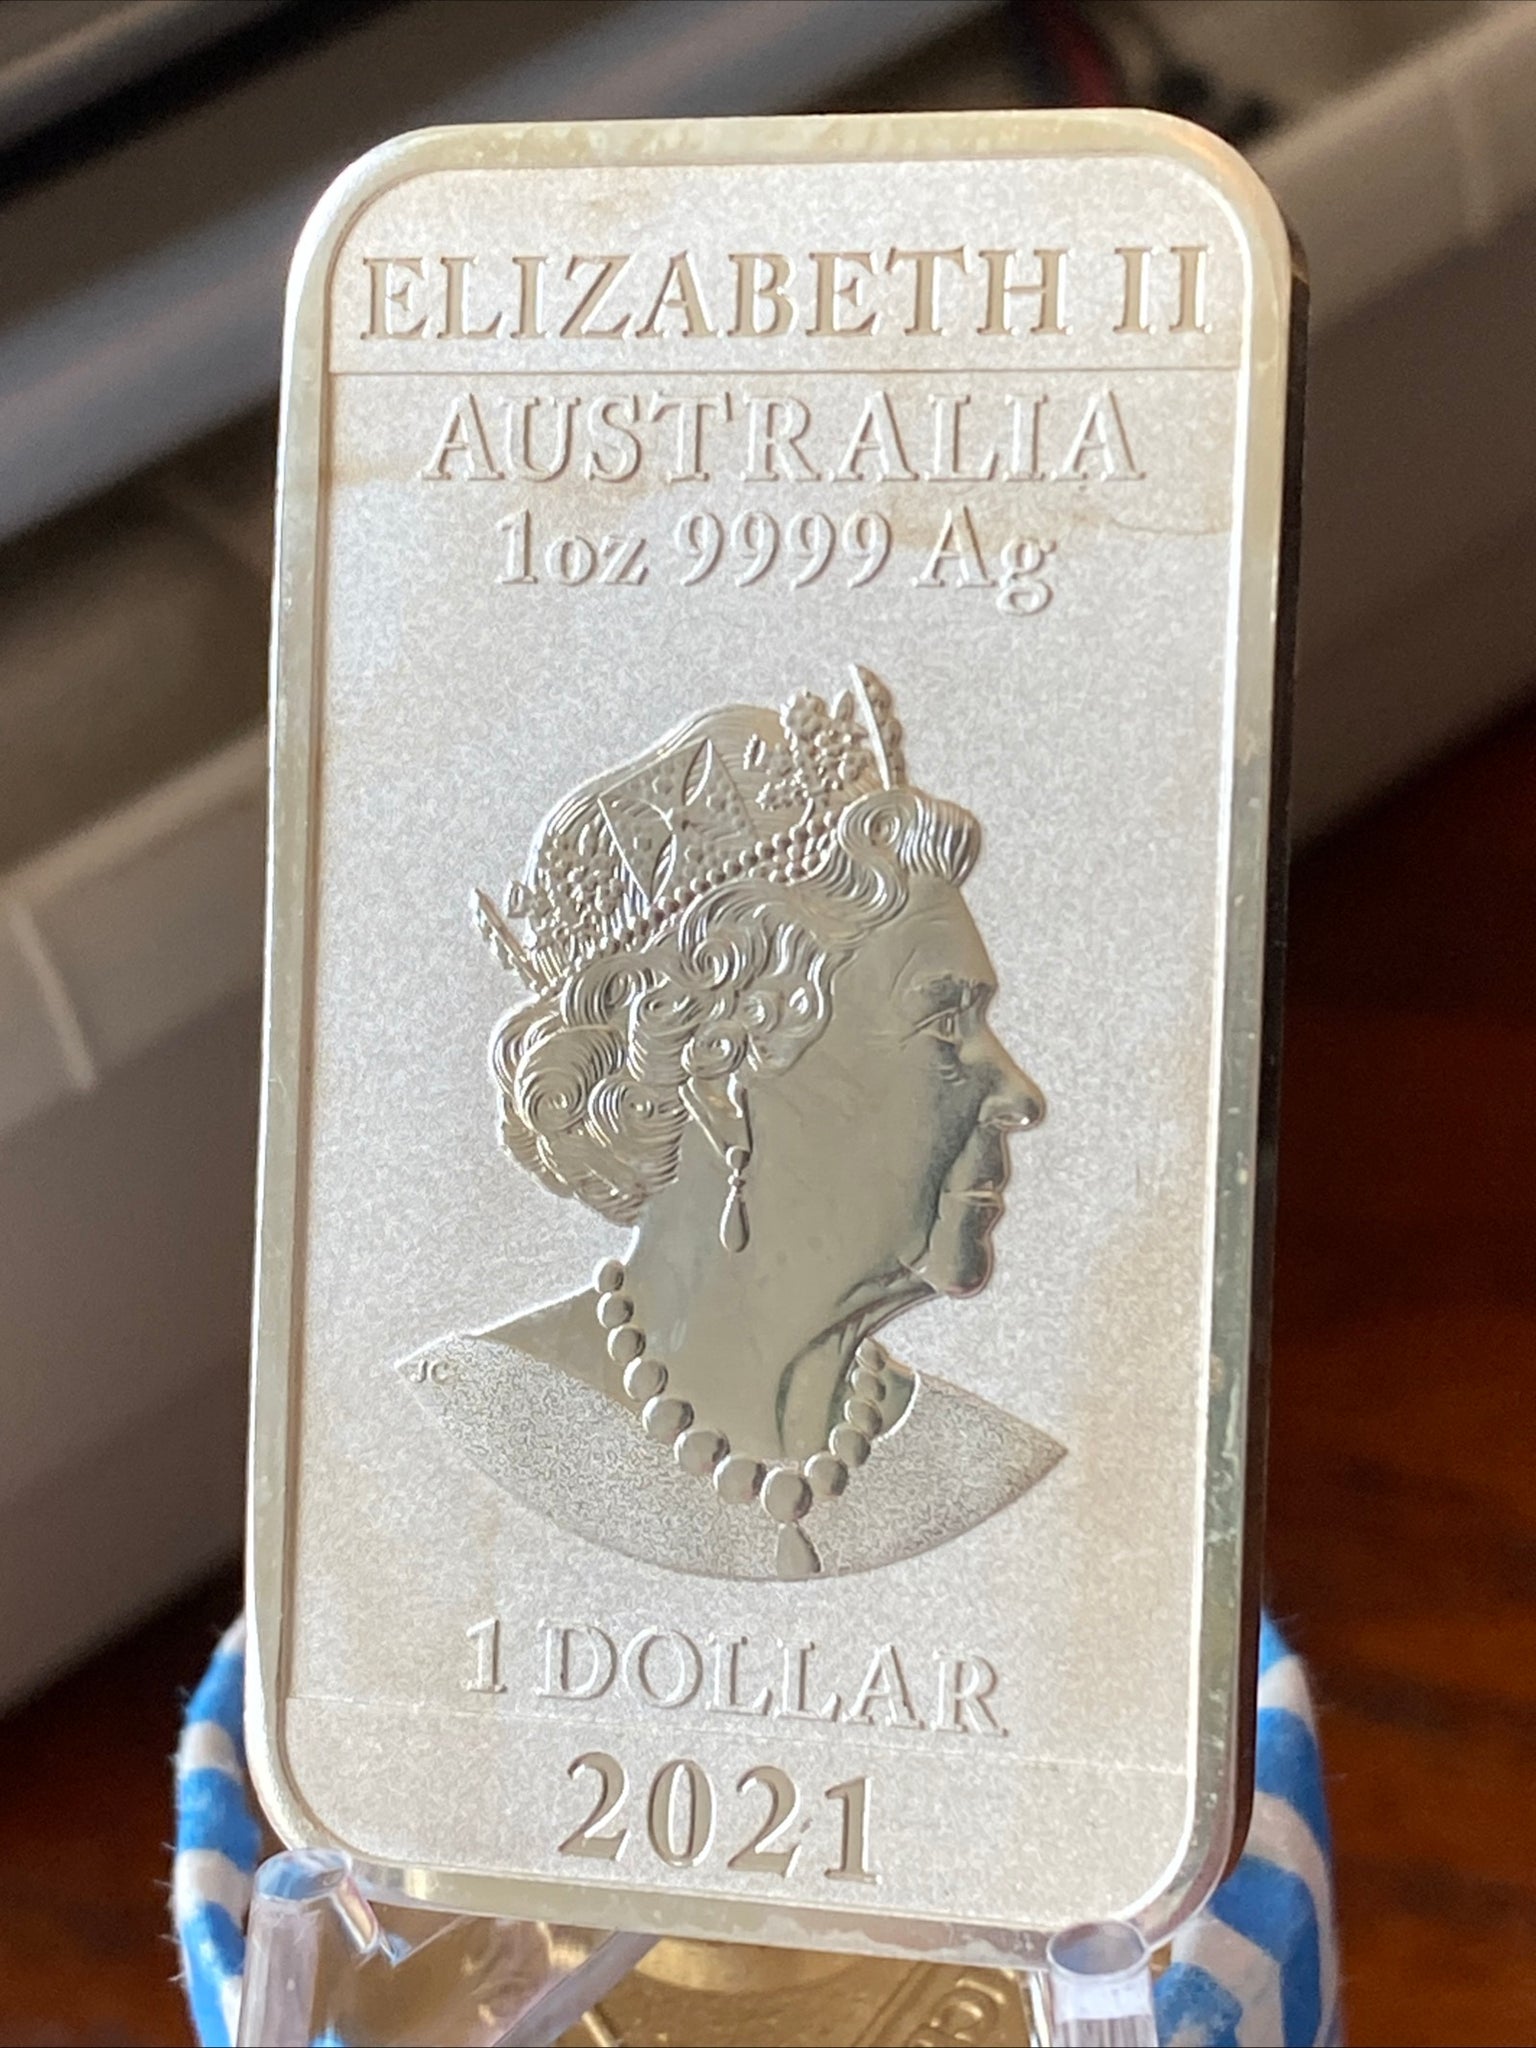 ELIZABETH II
AUSTRALIA
1oz 9999 Ag
JC
1 DOLLAR
2021